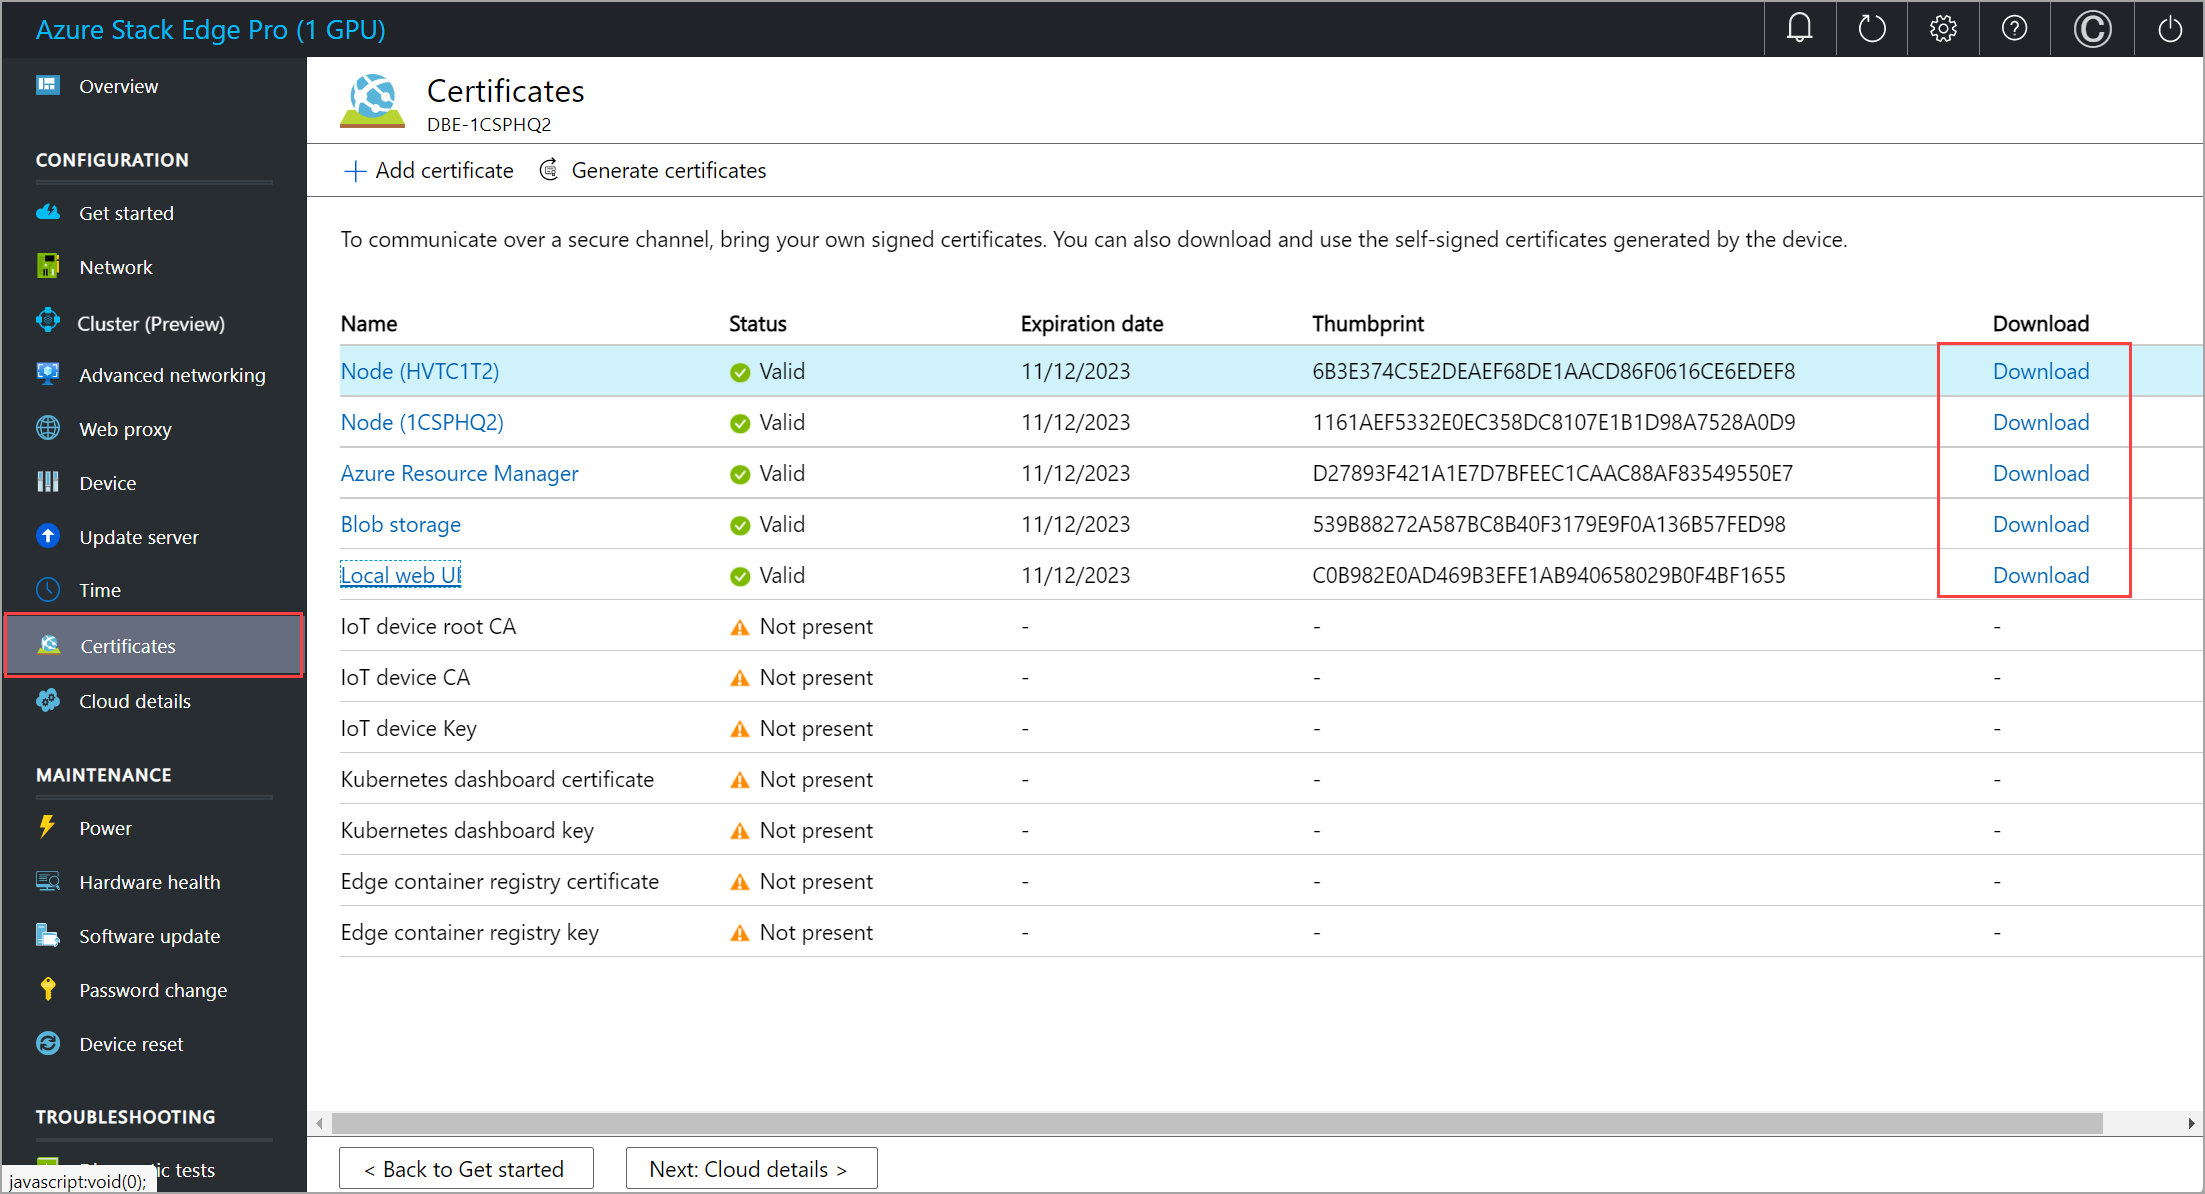 Azure Stack Edge Pro (1 GPU)
Overview
CONFIGURATION
Get started
Network
Cluster (Preview)
Advanced networking
Web proxy
Device
Update server
Time
Certificates
Cloud details
MAINTENANCE
Power
Hardware health
Software update
Password change
Device reset
TROUBLESHOOTING
tests
javascript:void(0);
Certificates
DBE-1CSPHQ2
Add certificate Generate certificates
To communicate over a secure channel, bring your own signed certificates. You can also download and use the self-signed certificates generated by the device.
Name Status Expiration date Thumbprint Download
Node (HVTC1T2) Valid 11/12/2023 6B3E374C5E2DEAEF68DE1AACD86F0616CE6EDEF8 Download
Node (1CSPHQ2) Valid 11/12/2023 1161AEF5332E0EC358DC8107E1B1D98A7528A0D9 Download
Azure Resource Manager Valid 11/12/2023 D27893F421A1E7D7BFEEC1CAAC88AF83549550E7 Download
Blob storage Valid 11/12/2023 539B88272A587BC8B40F3179E9F0A136B57FED98 Download
Local web UI Valid 11/12/2023 C0B982E0AD469B3EFE1AB940658029B0F4BF1655 Download
IoT device root CA Not present - - -
IoT device CA Not present - - -
IoT device Key Not present - - -
Kubernetes dashboard certificate Not present - - -
Kubernetes dashboard key Not present - - -
Edge container registry certificate Not present - - -
Edge container registry key Not present - - -
< Back to Get started Next: Cloud details >